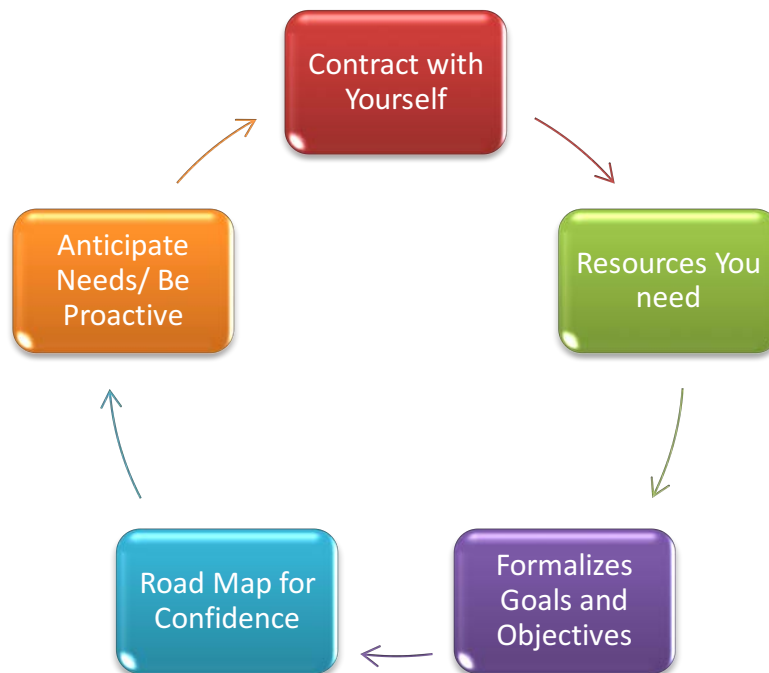 Contract with
Yourself
Resources You
need
Formalizes
Goals and
Objectives
Road Map for
Confidence
Anticipate
Needs/ Be
Proactive